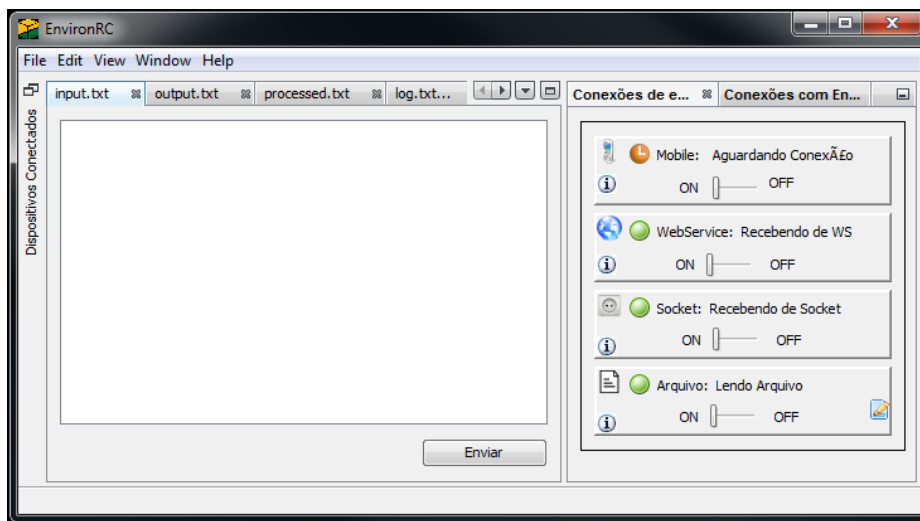 EnvironRC
File Edit View Window Help
input.txt output.txt processed.txt log.txt...
Conexões de e... Conexões com En...
Dispositivos Conectados
Mobile: Aguardando ConexÃ£o
ON OFF
WebService: Recebendo de WS
ON OFF
Socket: Recebendo de Socket
ON OFF
Arquivo: Lendo Arquivo
ON OFF
Enviar